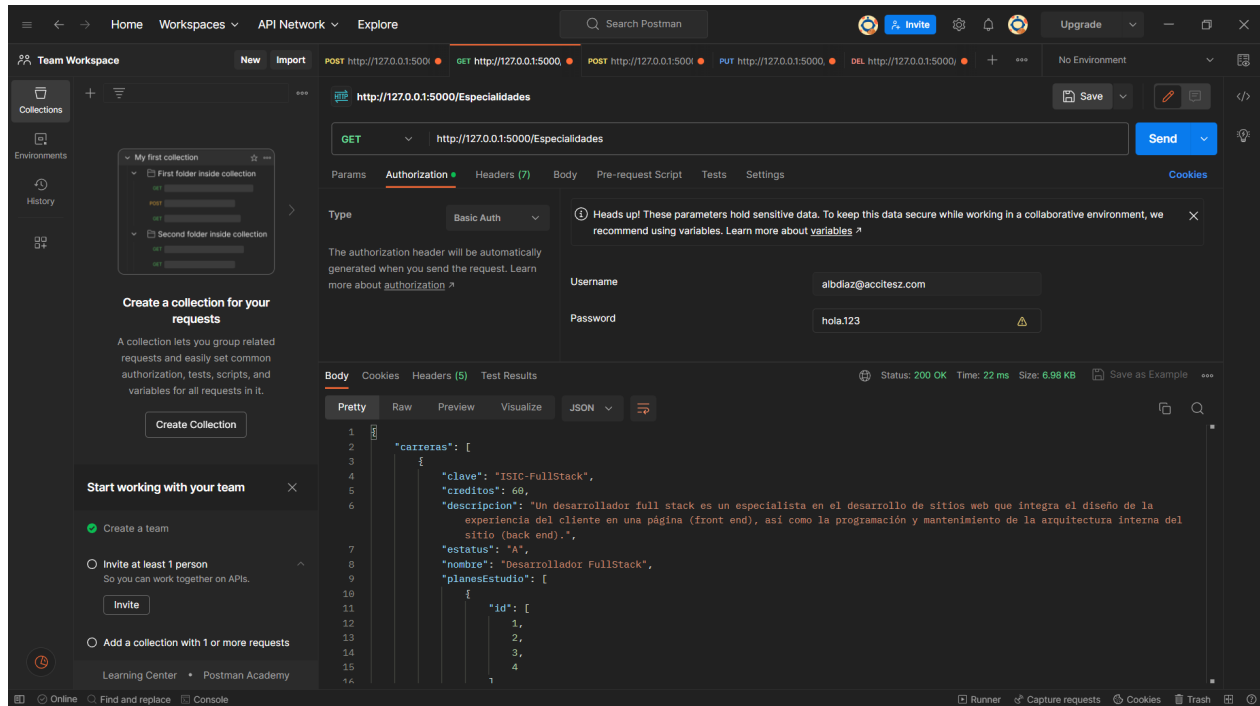 Home Workspaces API Network Explore Search Postman Invite Upgrade
Team Workspace New Import POST http://127.0.0.1:5000 GET http://127.0.0.1:5000, POST http://127.0.0.1:5000 PUT http://127.0.0.1:5000, DEL http://127.0.0.1:5000, No Environment
Collections
Environments
History
My first collection
First folder inside collection
GET
POST
GET
Second folder inside collection
GET
GET
Create a collection for your
requests
A collection lets you group related
requests and easily set common
authorization, tests, scripts, and
variables for all requests in it.
Create Collection
Start working with your team
Create a team
Invite at least 1 person
So you can work together on APIs.
Invite
Add a collection with 1 or more requests
Learning Center • Postman Academy
HTTP http://127.0.0.1:5000/Especialidades Save
GET http://127.0.0.1:5000/Especialidades Send
Params Authorization Headers (7) Body Pre-request Script Tests Settings Cookies
Type Basic Auth
The authorization header will be automatically
generated when you send the request. Learn
more about authorization
Heads up! These parameters hold sensitive data. To keep this data secure while working in a collaborative environment, we
recommend using variables. Learn more about variables
Username albdiaz@accitesz.com
Password hola.123
Body Cookies Headers (5) Test Results Status: 200 OK Time: 22 ms Size: 6.98 KB Save as Example
Pretty Raw Preview Visualize JSON
1 {
2 "carreras": [
3 {
4 "clave": "ISIC-FullStack",
5 "creditos": 60,
6 "descripcion": "Un desarrollador full stack es un especialista en el desarrollo de sitios web que integra el diseño de la
experiencia del cliente en una página (front end), así como la programación y mantenimiento de la arquitectura interna del
sitio (back end).",
7 "estatus": "A",
8 "nombre": "Desarrollador FullStack",
9 "planesEstudio": [
10 {
11 "id": [
12 1,
13 2,
14 3,
15 4
16 ]
Online Find and replace Console Runner Capture requests Cookies Trash